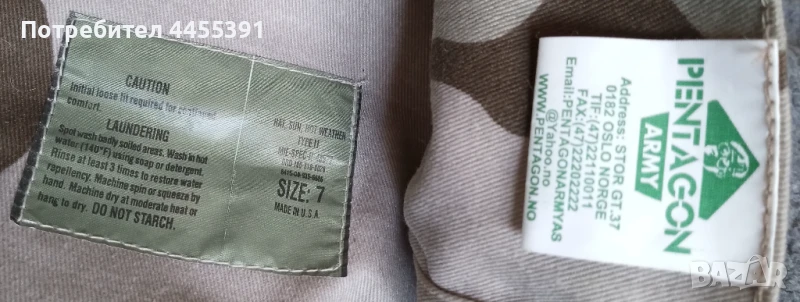 Потребител 4455391
CAUTION
Initial loose fit required for continued
comfort.
LAUNDERING
Spot wash badly soiled areas. Wash in hot
water (140°F) using soap or detergent.
Rinse at least 3 times to restore water
repellency. Machine spin or squeeze by
hand. Machine dry at moderate heat or
hang to dry. DO NOT STARCH.
HAT, SUN, HOT WEATHER
TYPE II
SIZE: 7
MADE IN U.S.A
PENTAGON
ARMY
Address: STOR GT.37
0182 OSLO NORGE
TIF:(47)22110011
FAX:(47)22202222
Email:PENTAGONARMYAS
@Yahoo.no
WWW.PENTAGON.NO
BAZAR